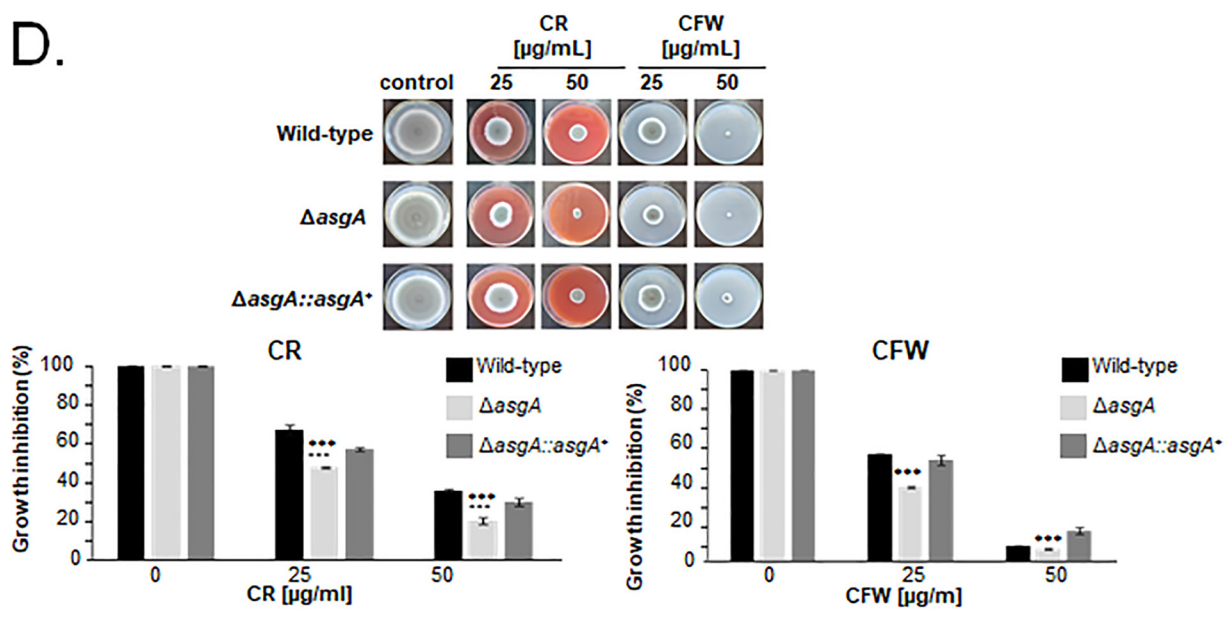 D.
CR CFW
[µg/mL] [µg/mL]
control 25 50 25 50
Wild-type
ΔasgA
ΔasgA::asgA+
CR
Growth inhibition (%)
100
80
60
40
20
0
*** ***
*** ***
0 25 50
CR [µg/ml]
Wild-type
ΔasgA
ΔasgA::asgA+
CFW
Growth inhibition (%)
100
80
60
40
20
0
*** ***
0 25 50
CFW [µg/m]
Wild-type
ΔasgA
ΔasgA::asgA+